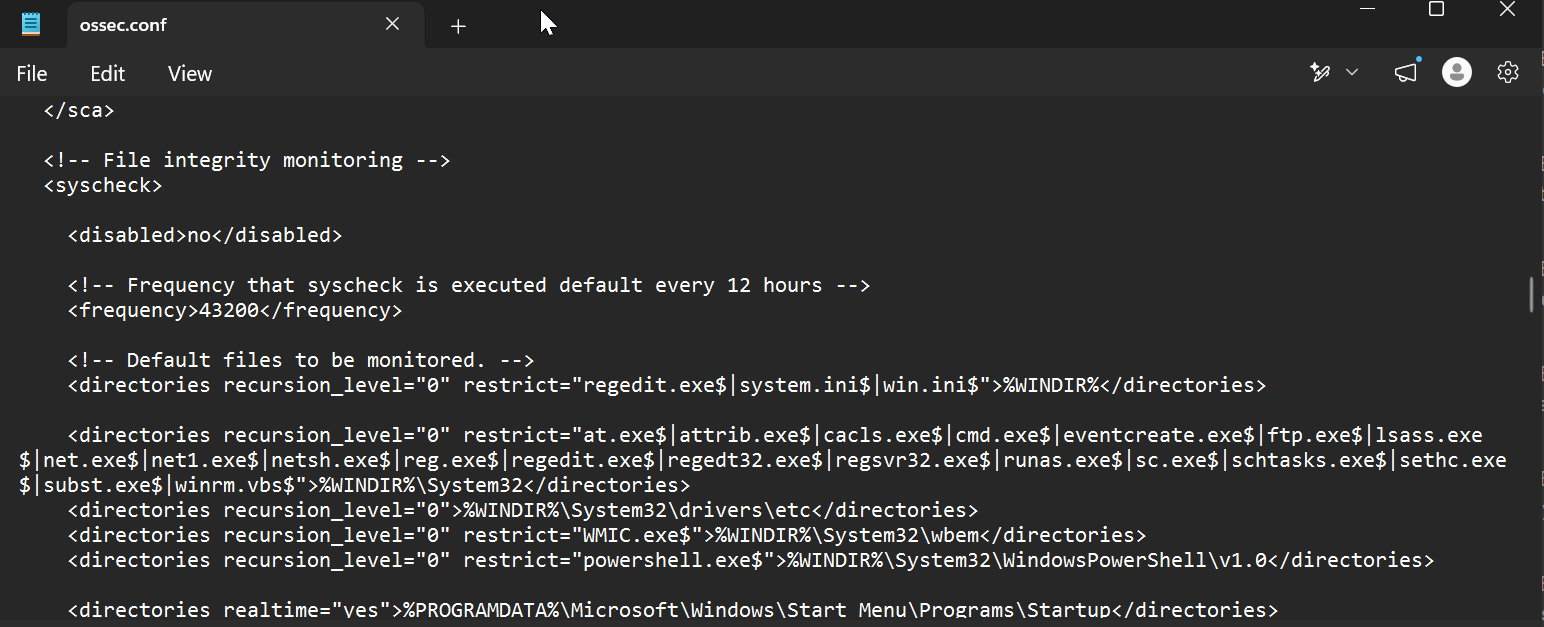 ossec.conf
File Edit View
</sca>
<!-- File integrity monitoring -->
<syscheck>
<disabled>no</disabled>
<!-- Frequency that syscheck is executed default every 12 hours -->
<frequency>43200</frequency>
<!-- Default files to be monitored. -->
<directories recursion_level="0" restrict="regedit.exe$|system.ini$|win.ini$">%WINDIR%</directories>
<directories recursion_level="0" restrict="at.exe$|attrib.exe$|cacls.exe$|cmd.exe$|eventcreate.exe$|ftp.exe$|lsass.exe
$|net.exe$|net1.exe$|netsh.exe$|reg.exe$|regedit.exe$|regedt32.exe$|regsvr32.exe$|runas.exe$|sc.exe$|schtasks.exe$|sethc.exe
$|subst.exe$|winrm.vbs$">%WINDIR%\System32</directories>
<directories recursion_level="0">%WINDIR%\System32\drivers\etc</directories>
<directories recursion_level="0" restrict="WMIC.exe$">%WINDIR%\System32\wbem</directories>
<directories recursion_level="0" restrict="powershell.exe$">%WINDIR%\System32\WindowsPowerShell\v1.0</directories>
<directories realtime="yes">%PROGRAMDATA%\Microsoft\Windows\Start Menu\Programs\Startup</directories>